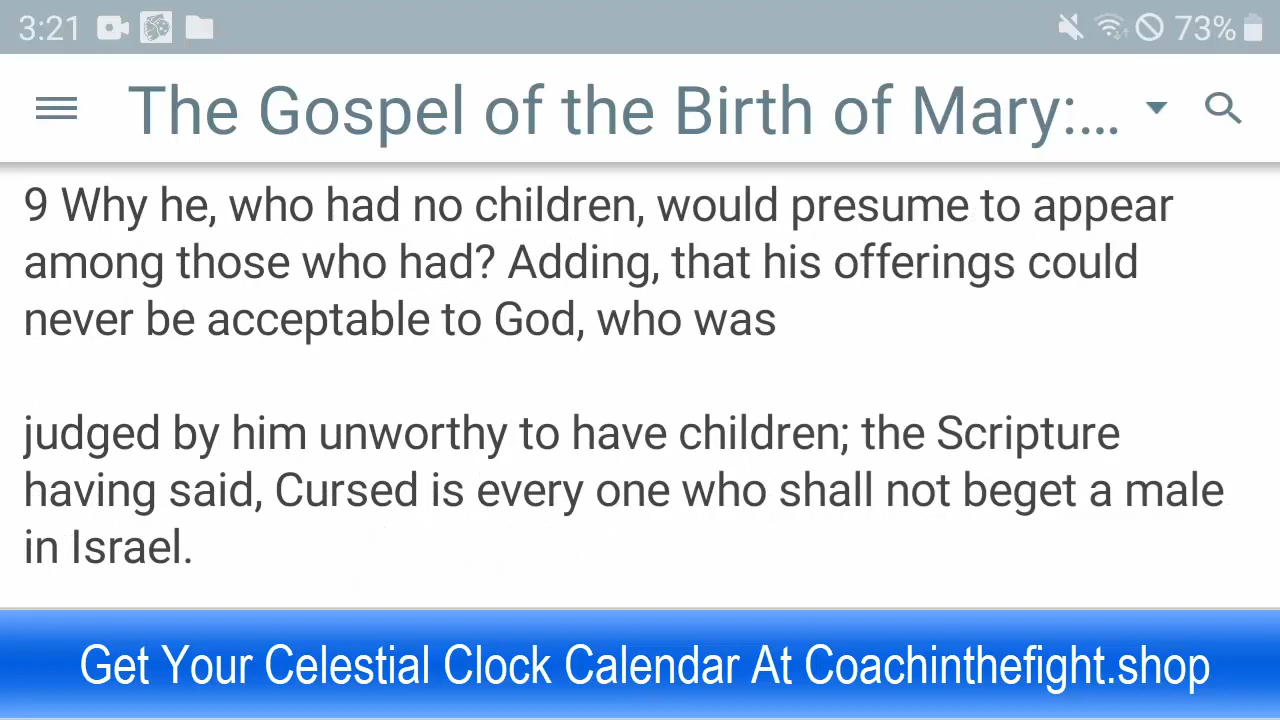 3:21
73%
The Gospel of the Birth of Mary:...
9 Why he, who had no children, would presume to appear
among those who had? Adding, that his offerings could
never be acceptable to God, who was
judged by him unworthy to have children; the Scripture
having said, Cursed is every one who shall not beget a male
in Israel.
Get Your Celestial Clock Calendar At Coachinthefight.shop